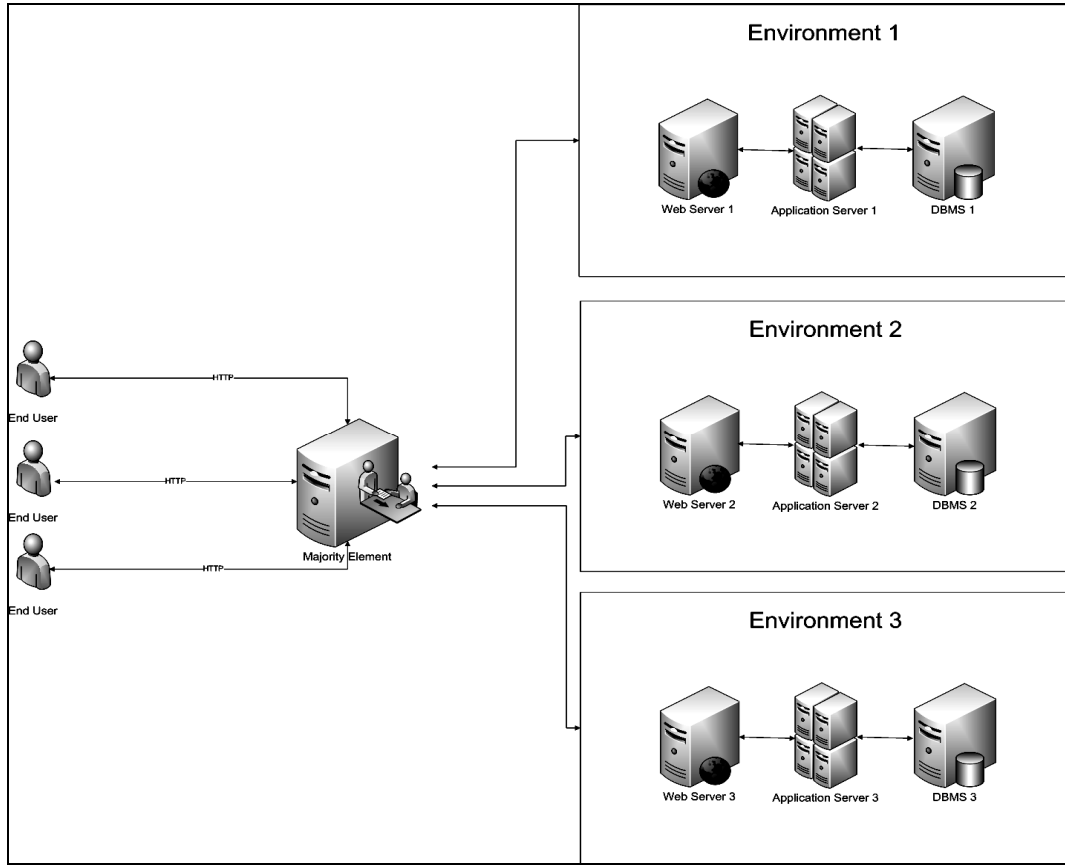 Environment 1
Web Server 1
Application Server 1
DBMS 1
Environment 2
HTTP
End User
Web Server 2
Application Server 2
DBMS 2
HTTP
End User
Majority Element
HTTP
End User
Environment 3
Web Server 3
Application Server 3
DBMS 3